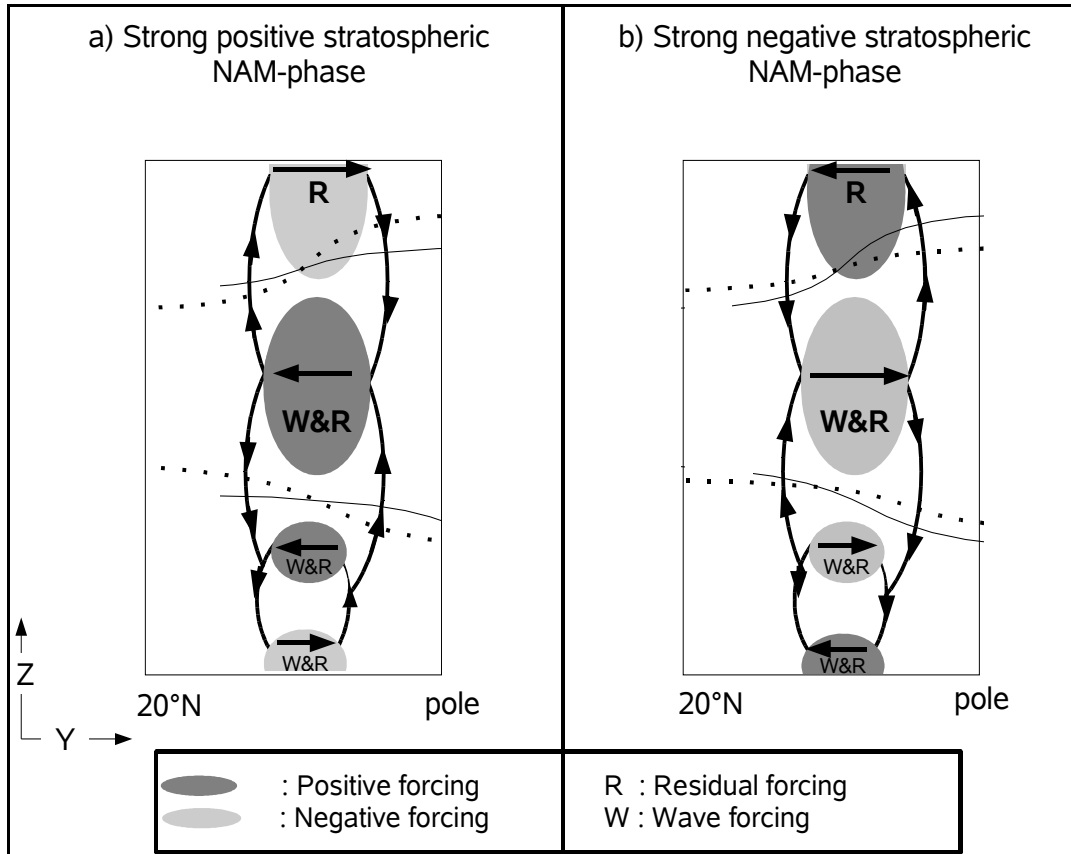 a) Strong positive stratospheric
NAM-phase
R
W&R
W&R
W&R
20°N
pole
b) Strong negative stratospheric
NAM-phase
R
W&R
W&R
W&R
20°N
pole
Z
Y
: Positive forcing
: Negative forcing
R : Residual forcing
W : Wave forcing